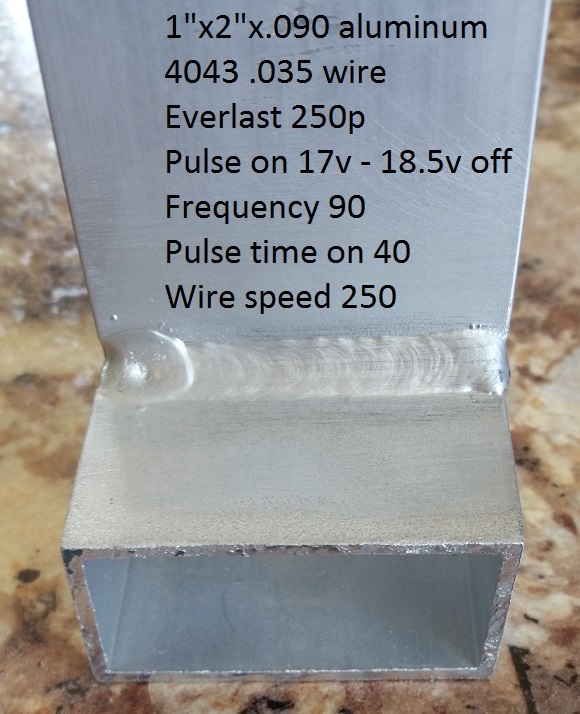 1"x2"x.090 aluminum
4043 .035 wire
Everlast 250p
Pulse on 17v - 18.5v off
Frequency 90
Pulse time on 40
Wire speed 250